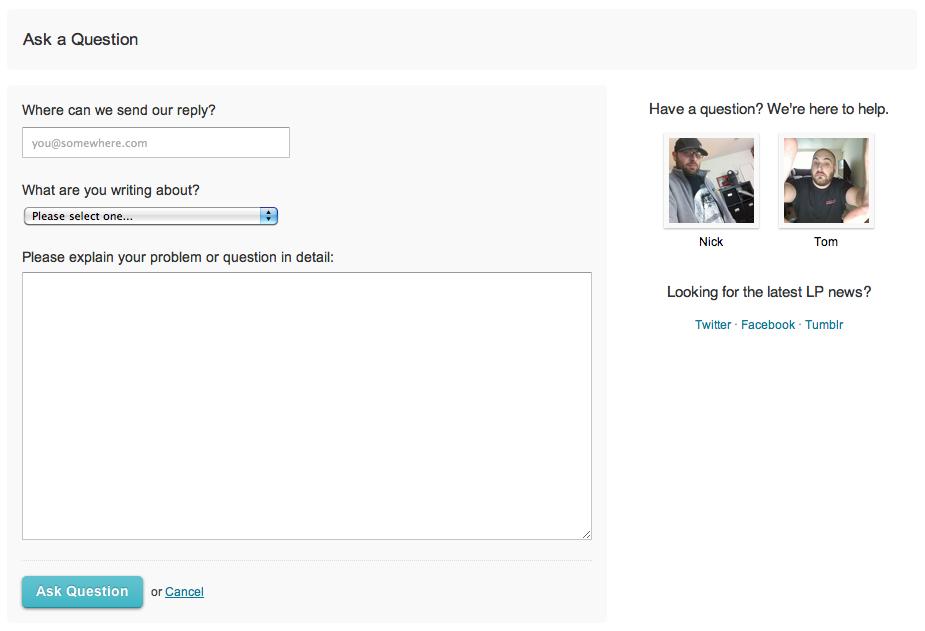 Ask a Question
Where can we send our reply?
you@somewhere.com
What are you writing about?
Please select one...
Please explain your problem or question in detail:
Ask Question or Cancel
Have a question? We're here to help.
Nick Tom
Looking for the latest LP news?
Twitter · Facebook · Tumblr